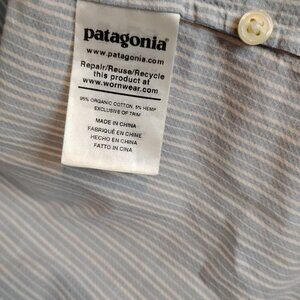 patagonia®
www.patagonia.com
Repair/Reuse/Recycle
this product at
www.wornwear.com
95% ORGANIC COTTON, 5% HEMP
EXCLUSIVE OF TRIM
MADE IN CHINA
FABRIQUÉ EN CHINE
HECHO EN CHINA
FATTO IN CINA